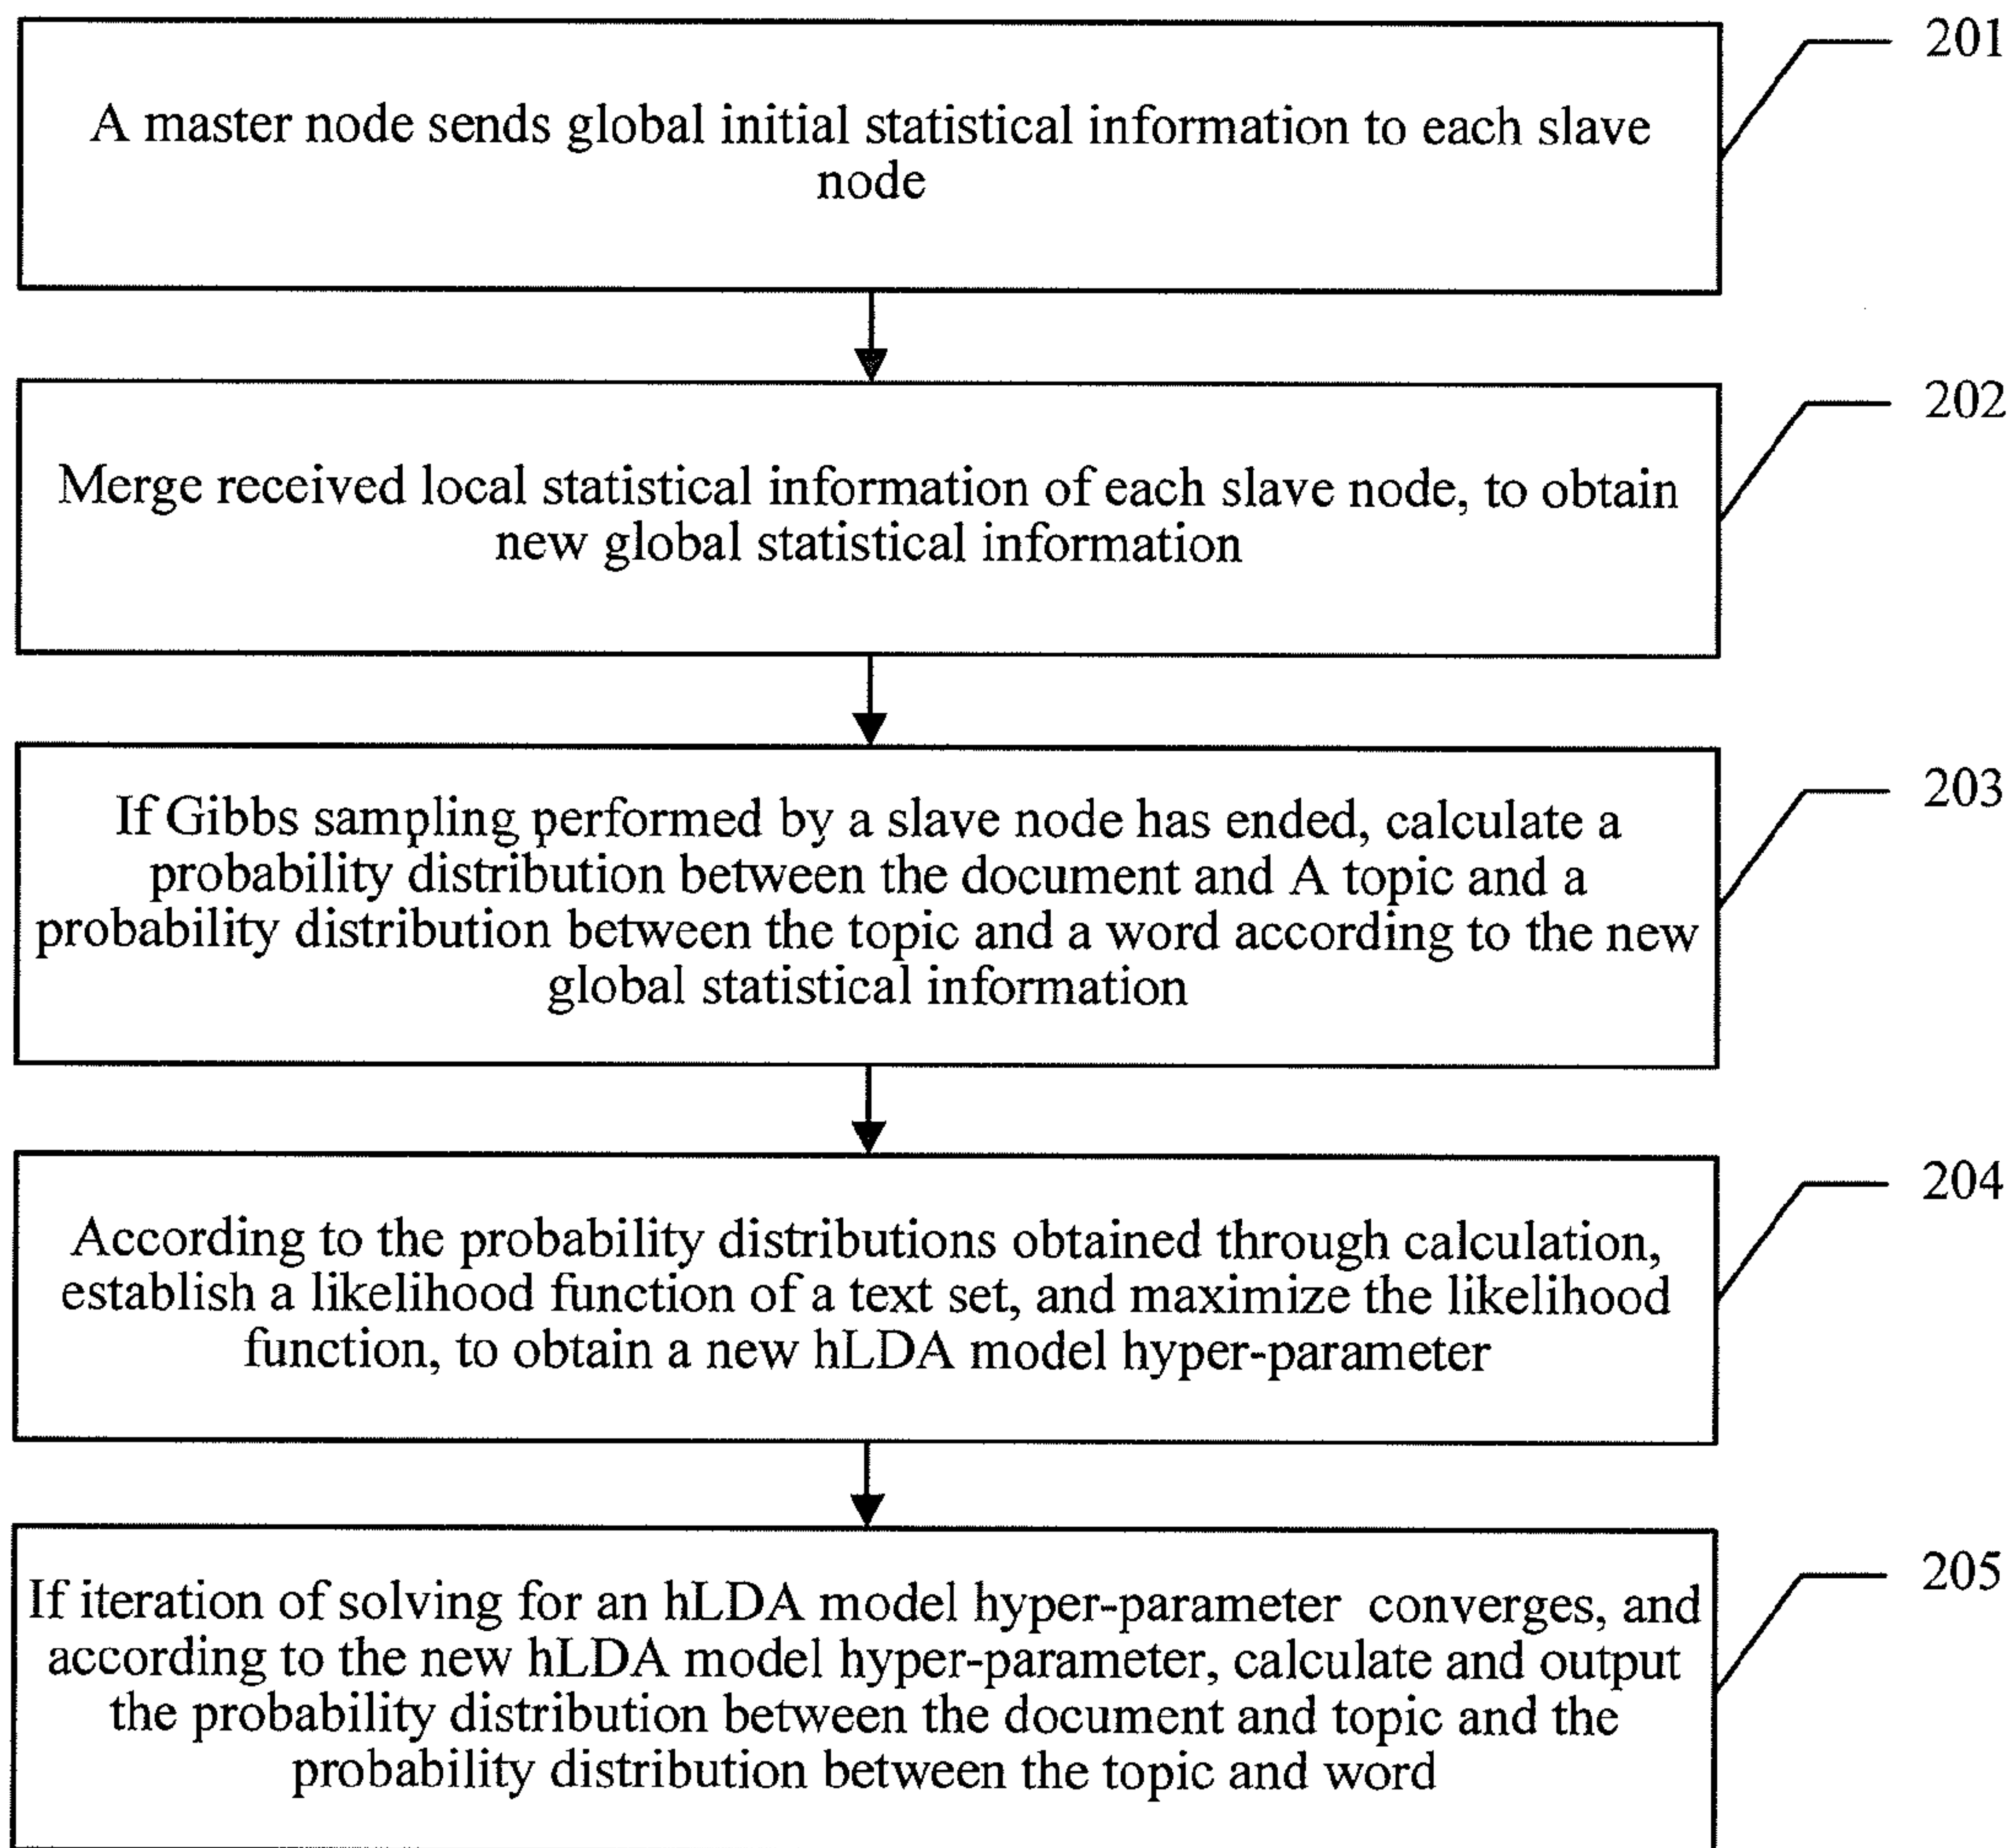 201
A master node sends global initial statistical information to each slave
node
202
Merge received local statistical information of each slave node, to obtain
new global statistical information
203
If Gibbs sampling performed by a slave node has ended, calculate a
probability distribution between the document and A topic and a
probability distribution between the topic and a word according to the new
global statistical information
204
According to the probability distributions obtained through calculation,
establish a likelihood function of a text set, and maximize the likelihood
function, to obtain a new hLDA model hyper-parameter
205
If iteration of solving for an hLDA model hyper-parameter converges, and
according to the new hLDA model hyper-parameter, calculate and output
the probability distribution between the document and topic and the
probability distribution between the topic and word